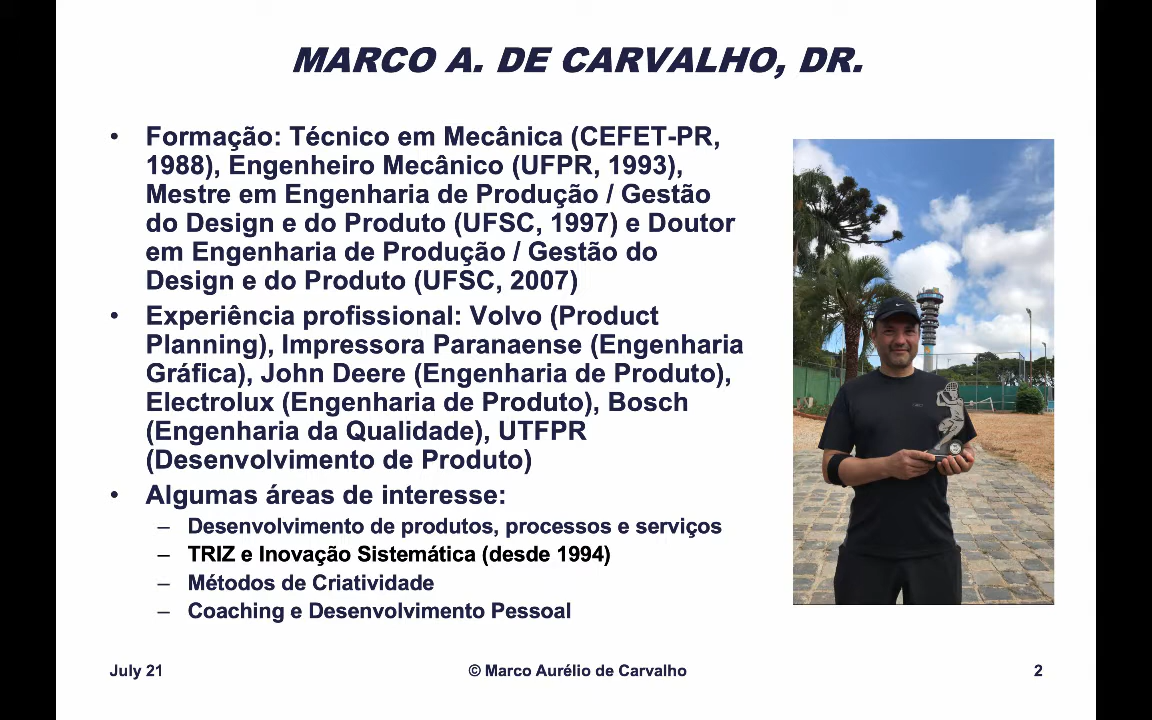 MARCO A. DE CARVALHO, DR.
• Formação: Técnico em Mecânica (CEFET-PR,
1988), Engenheiro Mecânico (UFPR, 1993),
Mestre em Engenharia de Produção / Gestão
do Design e do Produto (UFSC, 1997) e Doutor
em Engenharia de Produção / Gestão do
Design e do Produto (UFSC, 2007)
• Experiência profissional: Volvo (Product
Planning), Impressora Paranaense (Engenharia
Gráfica), John Deere (Engenharia de Produto),
Electrolux (Engenharia de Produto), Bosch
(Engenharia da Qualidade), UTFPR
(Desenvolvimento de Produto)
• Algumas áreas de interesse:
– Desenvolvimento de produtos, processos e serviços
– TRIZ e Inovação Sistemática (desde 1994)
– Métodos de Criatividade
– Coaching e Desenvolvimento Pessoal
July 21
© Marco Aurélio de Carvalho
2